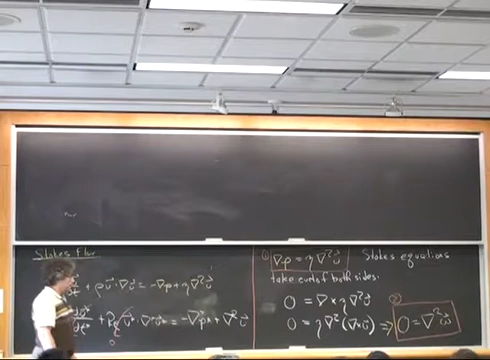 Stokes Flow
+ ρ u⃗ · ∇u⃗ = −∇p + η∇²u⃗
+ Re u⃗* · ∇u⃗* = −∇*p* + ∇²u⃗
0
① ∇p = η∇²u⃗ Stokes equations
take curl of both sides:
0 = ∇ × η∇²u⃗
②
0 = η∇²(∇×u⃗) ⇒ 0 = ∇²ω⃗